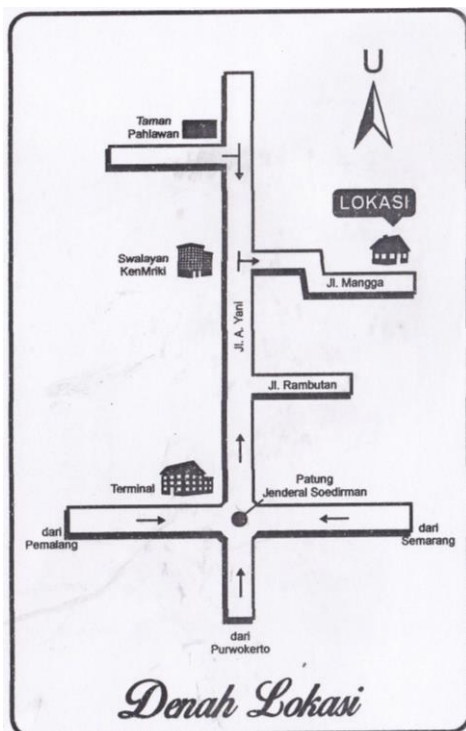 U
Taman
Pahlawan
LOKASI
Swalayan
KenMriki
Jl. Mangga
Jl. A. Yani
Jl. Rambutan
Terminal
Patung
Jenderal Soedirman
dari
Pemalang
dari
Semarang
dari
Purwokerto
Denah Lokasi